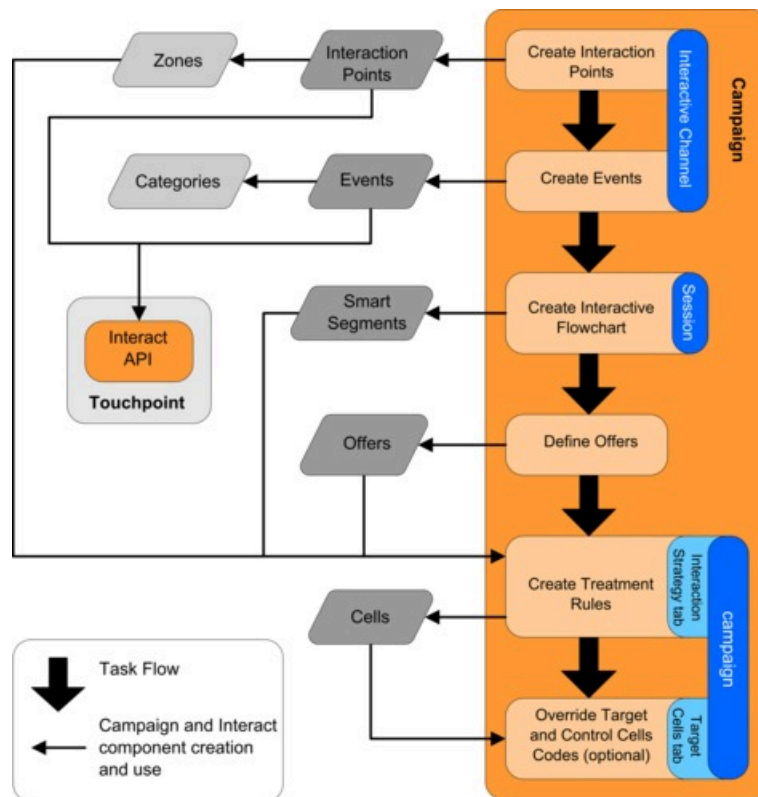 Zones
Interaction
Points
Create Interaction
Points
Interactive Channel
Campaign
Categories
Events
Create Events
Smart
Segments
Create Interactive
Flowchart
Session
Interact
API
Touchpoint
Offers
Define Offers
Create Treatment
Rules
Interaction
Strategy tab
campaign
Cells
Override Target
and Control Cells
Codes (optional)
Target
Cells tab
Task Flow
Campaign and Interact
component creation
and use